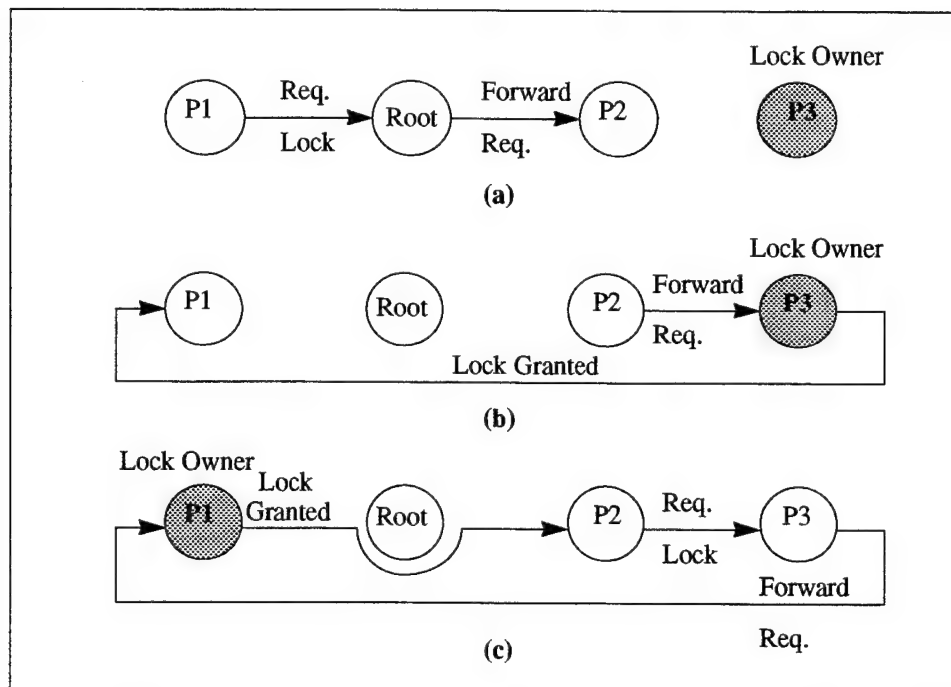 Lock Owner
P1
Req.
Lock
Root
Forward
Req.
P2
P3
(a)
Lock Owner
P1
Root
P2
Forward
Req.
P3
Lock Granted
(b)
Lock Owner
P1
Lock
Granted
Root
P2
Req.
Lock
P3
Forward
Req.
(c)